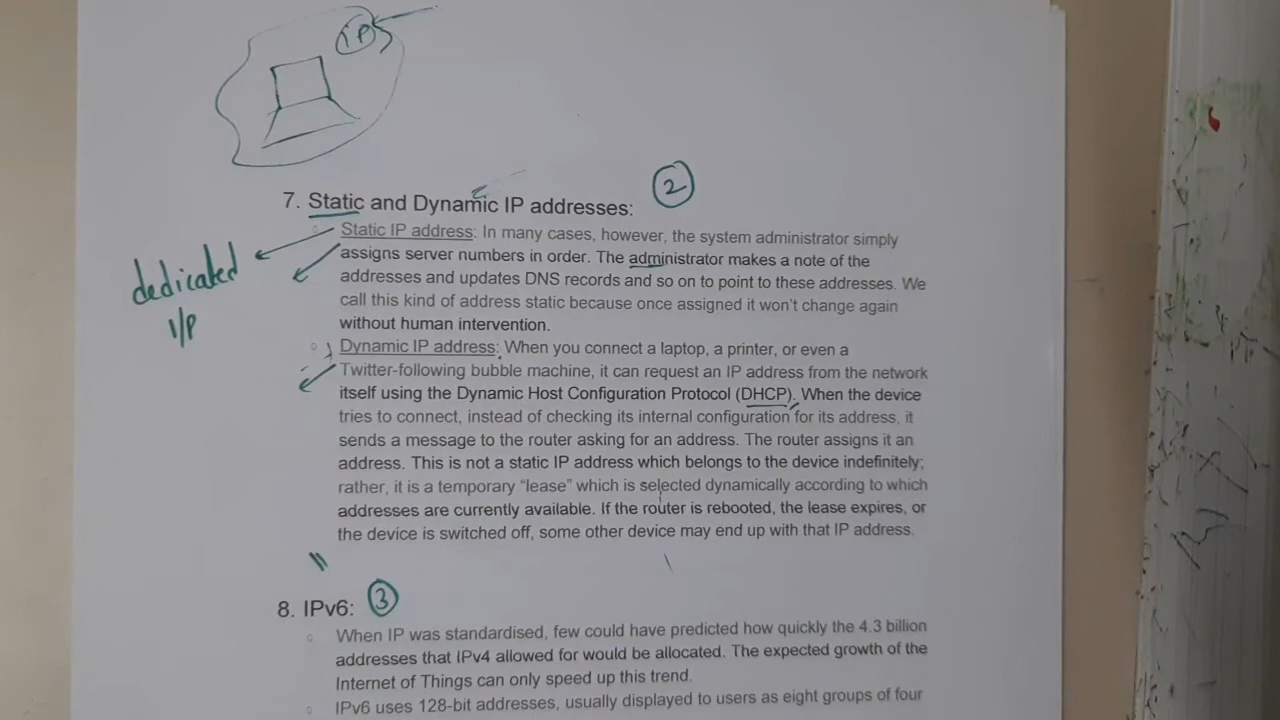 IP
7. Static and Dynamic IP addresses:
2
Static IP address: In many cases, however, the system administrator simply
assigns server numbers in order. The administrator makes a note of the
addresses and updates DNS records and so on to point to these addresses. We
call this kind of address static because once assigned it won't change again
without human intervention.
dedicated
I/P
Dynamic IP address: When you connect a laptop, a printer, or even a
Twitter-following bubble machine, it can request an IP address from the network
itself using the Dynamic Host Configuration Protocol (DHCP). When the device
tries to connect, instead of checking its internal configuration for its address, it
sends a message to the router asking for an address. The router assigns it an
address. This is not a static IP address which belongs to the device indefinitely;
rather, it is a temporary “lease” which is selected dynamically according to which
addresses are currently available. If the router is rebooted, the lease expires, or
the device is switched off, some other device may end up with that IP address.
8. IPv6:
3
When IP was standardised, few could have predicted how quickly the 4.3 billion
addresses that IPv4 allowed for would be allocated. The expected growth of the
Internet of Things can only speed up this trend.
IPv6 uses 128-bit addresses, usually displayed to users as eight groups of four